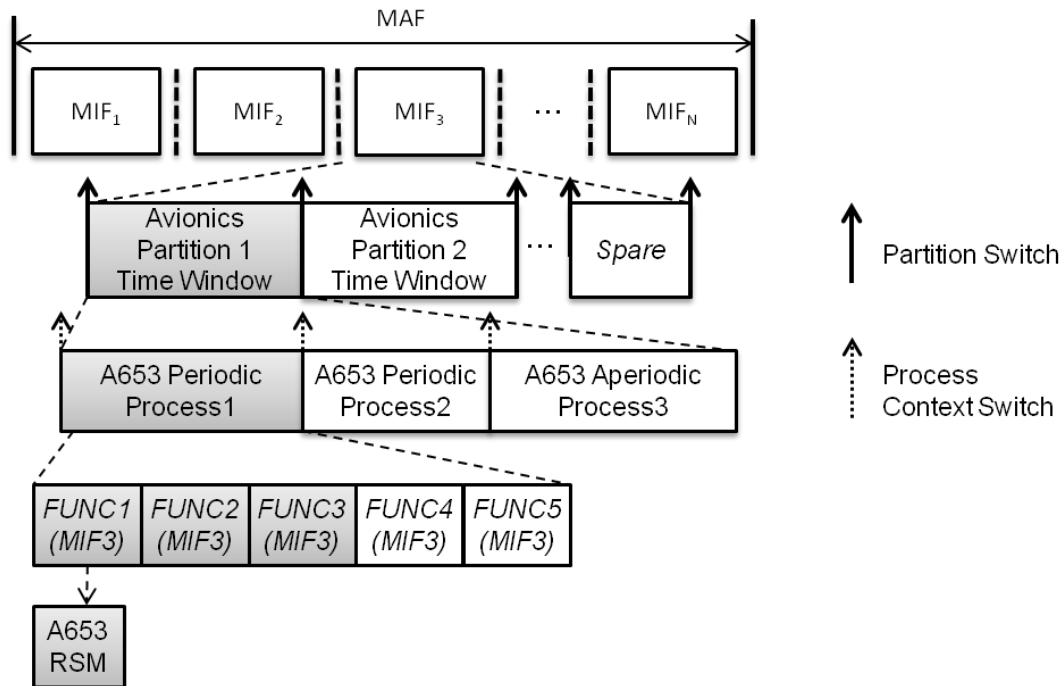 MAF
MIF1
MIF2
MIF3
...
MIFN
Avionics
Partition 1
Time Window
Avionics
Partition 2
Time Window
...
Spare
Partition Switch
A653 Periodic
Process1
A653 Periodic
Process2
A653 Aperiodic
Process3
Process
Context Switch
FUNC1
(MIF3)
FUNC2
(MIF3)
FUNC3
(MIF3)
FUNC4
(MIF3)
FUNC5
(MIF3)
A653
RSM